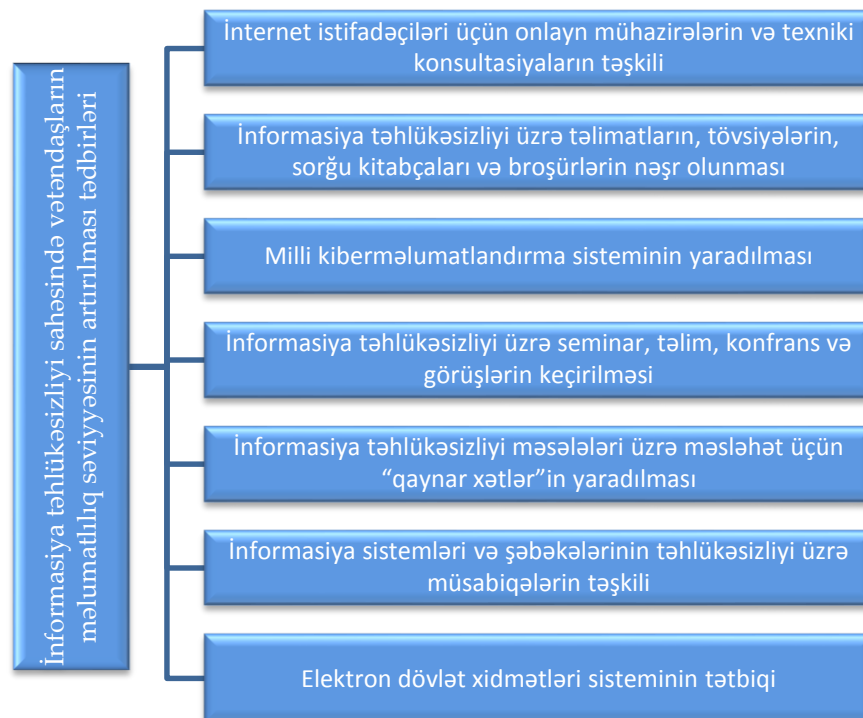 İnformasiya təhlükəsizliyi sahəsində vətəndaşların
məlumatlılıq səviyyəsinin artırılması tədbirləri
İnternet istifadəçiləri üçün onlayn mühazirələrin və texniki
konsultasiyaların təşkili
İnformasiya təhlükəsizliyi üzrə təlimatların, tövsiyələrin,
sorğu kitabçaları və broşürlərin nəşr olunması
Milli kiberməlumatlandırma sisteminin yaradılması
İnformasiya təhlükəsizliyi üzrə seminar, təlim, konfrans və
görüşlərin keçirilməsi
İnformasiya təhlükəsizliyi məsələləri üzrə məsləhət üçün
“qaynar xətlər”in yaradılması
İnformasiya sistemləri və şəbəkələrinin təhlükəsizliyi üzrə
müsabiqələrin təşkili
Elektron dövlət xidmətləri sisteminin tətbiqi